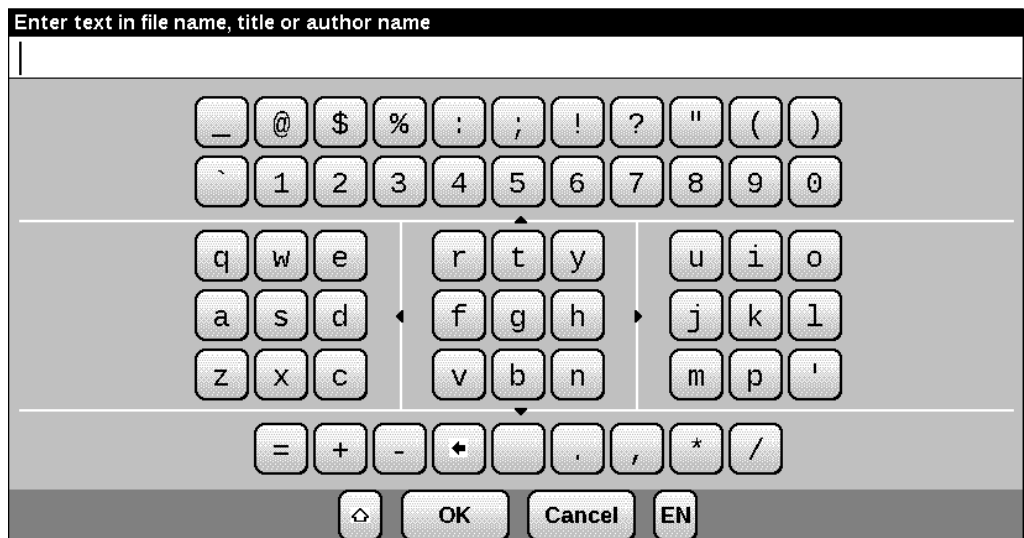 Enter text in file name, title or author name
_ @ $ % : ; ! ? " ( )
` 1 2 3 4 5 6 7 8 9 0
q w e r t y u i o
a s d f g h j k l
z x c v b n m p '
= + - . , * /
OK Cancel EN